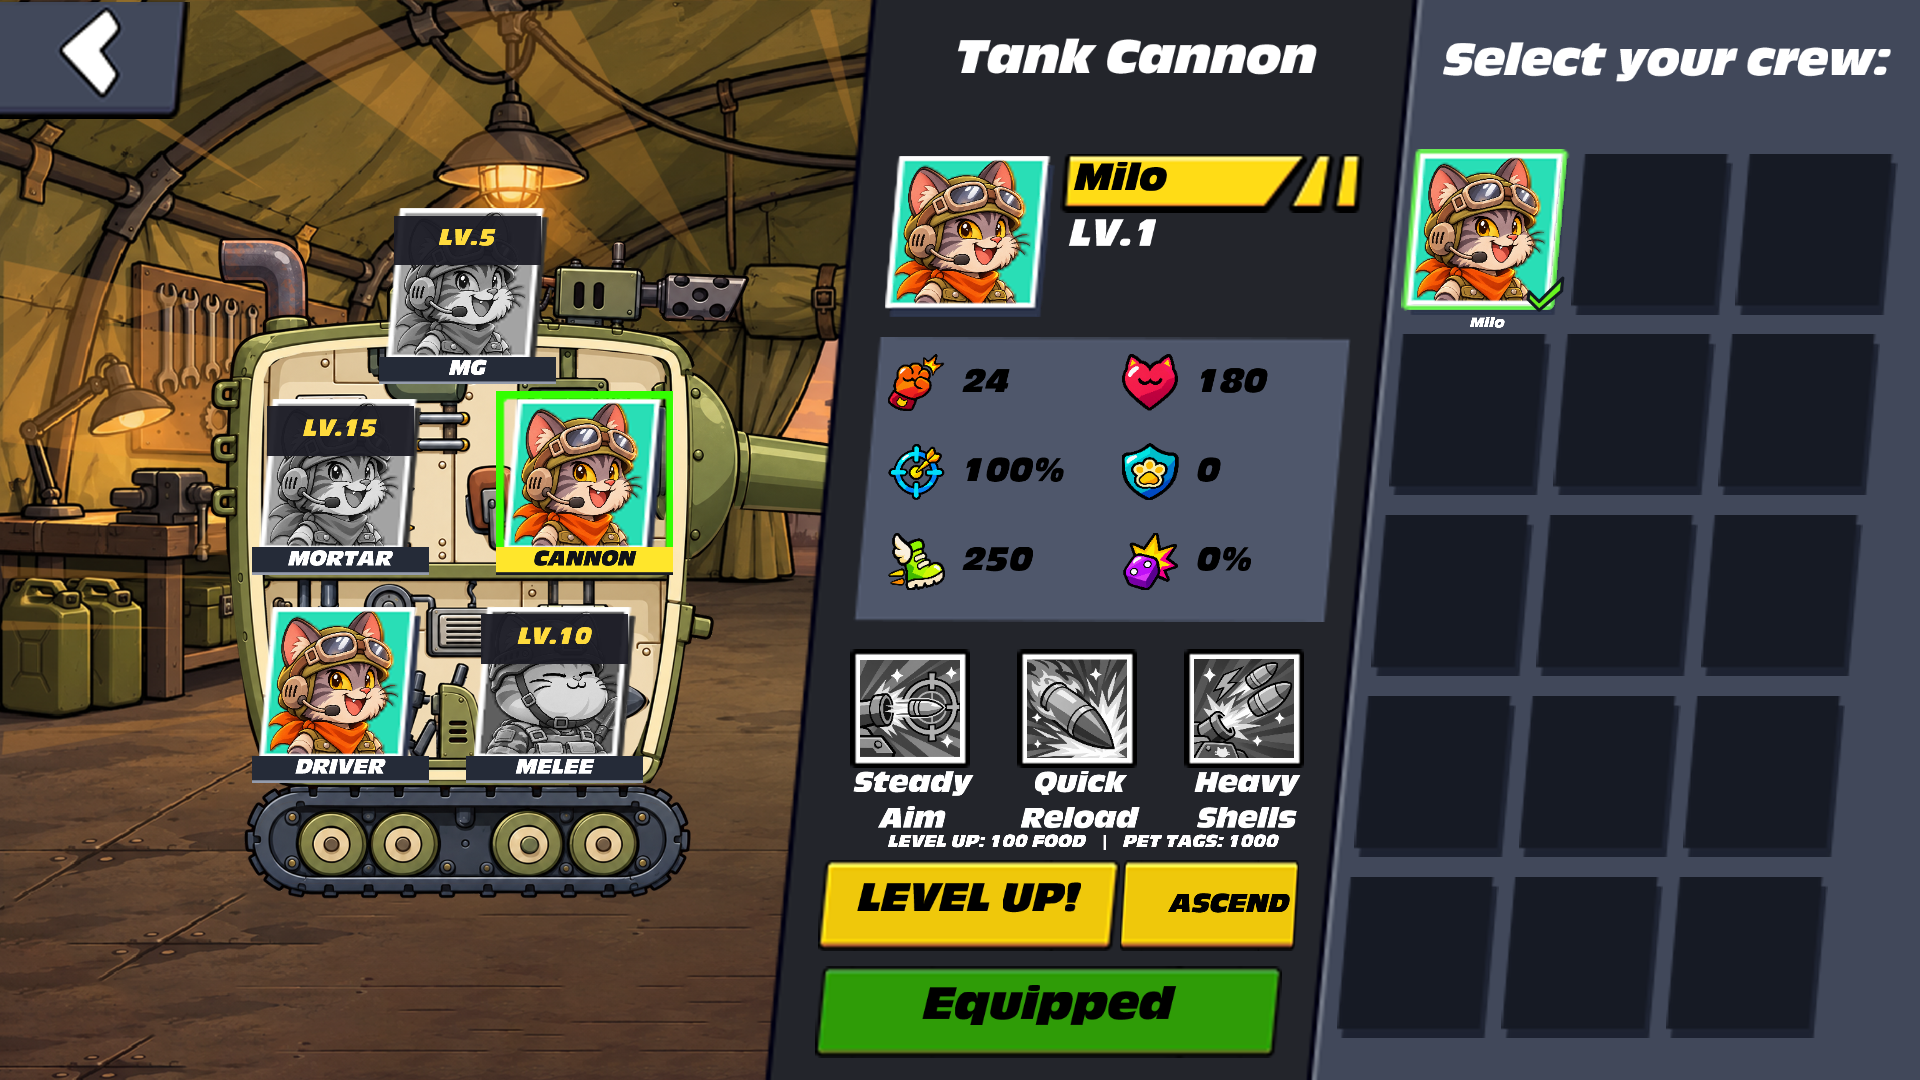 Tank Cannon
Select your crew:
Milo
LV.1
LV.5
MG
LV.15
MORTAR
CANNON
DRIVER
LV.10
MELEE
24
180
100%
0
250
0%
Steady
Aim
Quick
Reload
Heavy
Shells
LEVEL UP: 100 FOOD | PET TAGS: 1000
LEVEL UP!
ASCEND
Equipped
Milo